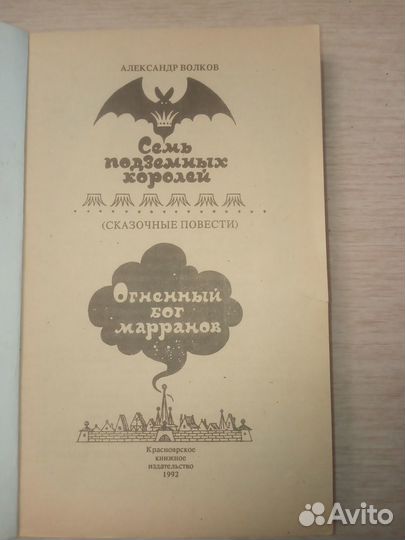 АЛЕКСАНДР ВОЛКОВ
Семь
подземных
королей
(СКАЗОЧНЫЕ ПОВЕСТИ)
Огненный
бог
марранов
Красноярское
книжное
издательство
1992
Avito